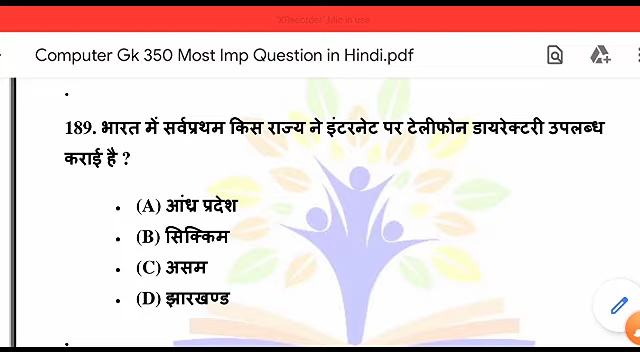 'XRecorder' Mic in use
Computer Gk 350 Most Imp Question in Hindi.pdf
189. भारत में सर्वप्रथम किस राज्य ने इंटरनेट पर टेलीफोन डायरेक्टरी उपलब्ध
कराई है ?
(A) आंध्र प्रदेश
(B) सिक्किम
(C) असम
(D) झारखण्ड